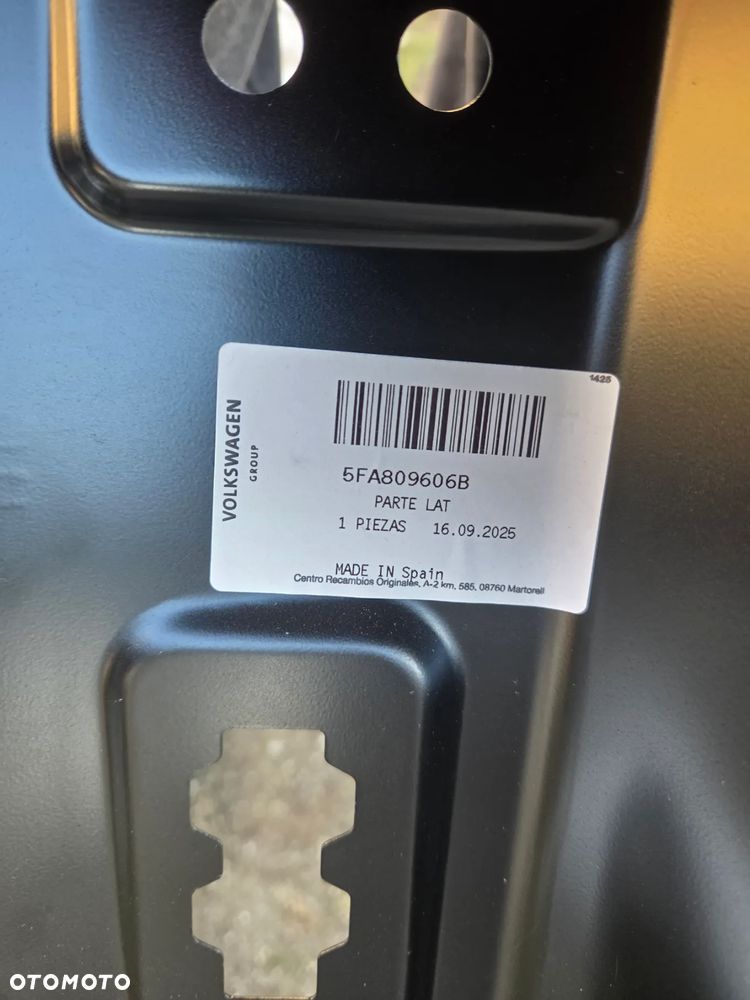 1425
VOLKSWAGEN
GROUP
5FA809606B
PARTE LAT
1 PIEZAS 16.09.2025
MADE IN Spain
Centro Recambios Originales, A-2 km, 585, 08760 Martorell
OTOMOTO